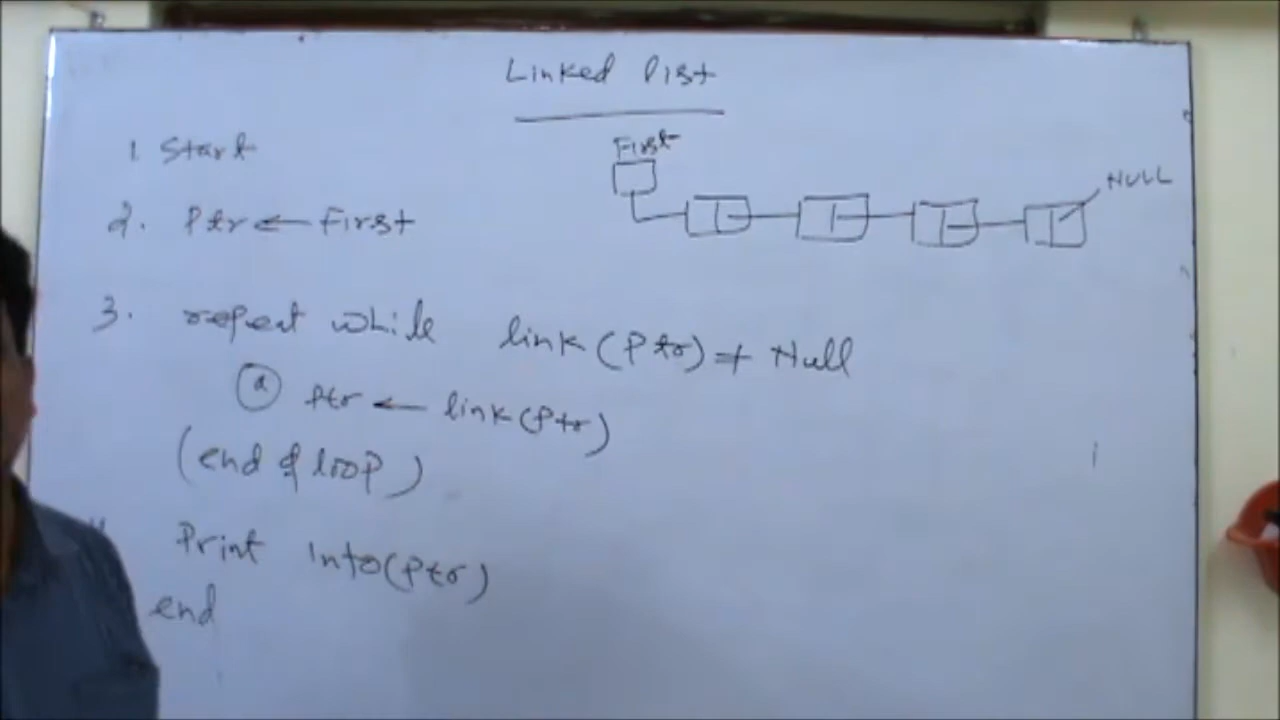 Linked list
First
NULL
1 Start
2. Ptr ← First
3. repeat while link(Ptr) ≠ Null
a ptr ← link(Ptr)
(end of loop)
Print Info(Ptr)
end